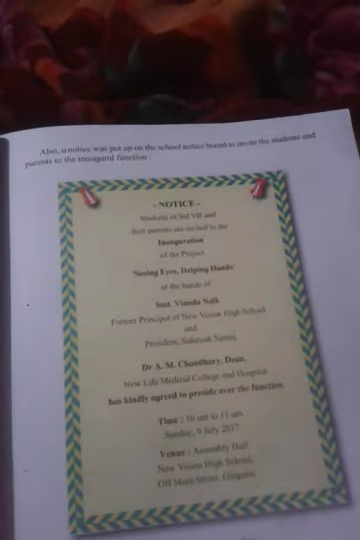 Also, a notice was put up on the school notice board to invite the students and
parents to the inaugural function :
- NOTICE -
Students of Std VII and
their parents are invited to the
Inauguration
of the Project
'Seeing Eyes, Helping Hands'
at the hands of
Smt. Vimda Naik
Former Principal of New Vision High School
and
President, Sahayak Samiti.
Dr A. M. Choudhury, Dean,
New Life Medical College and Hospital
has kindly agreed to preside over the function.
Time : 10 am to 11 am
Sunday, 9 July 2017
Venue : Assembly Hall
New Vision High School,
Off Main Street,